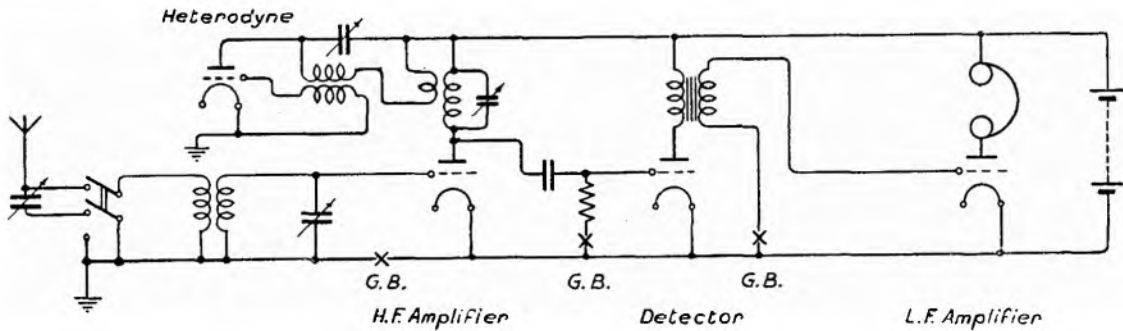 Heterodyne
G.B.
G.B.
G.B.
H.F. Amplifier
Detector
L.F. Amplifier